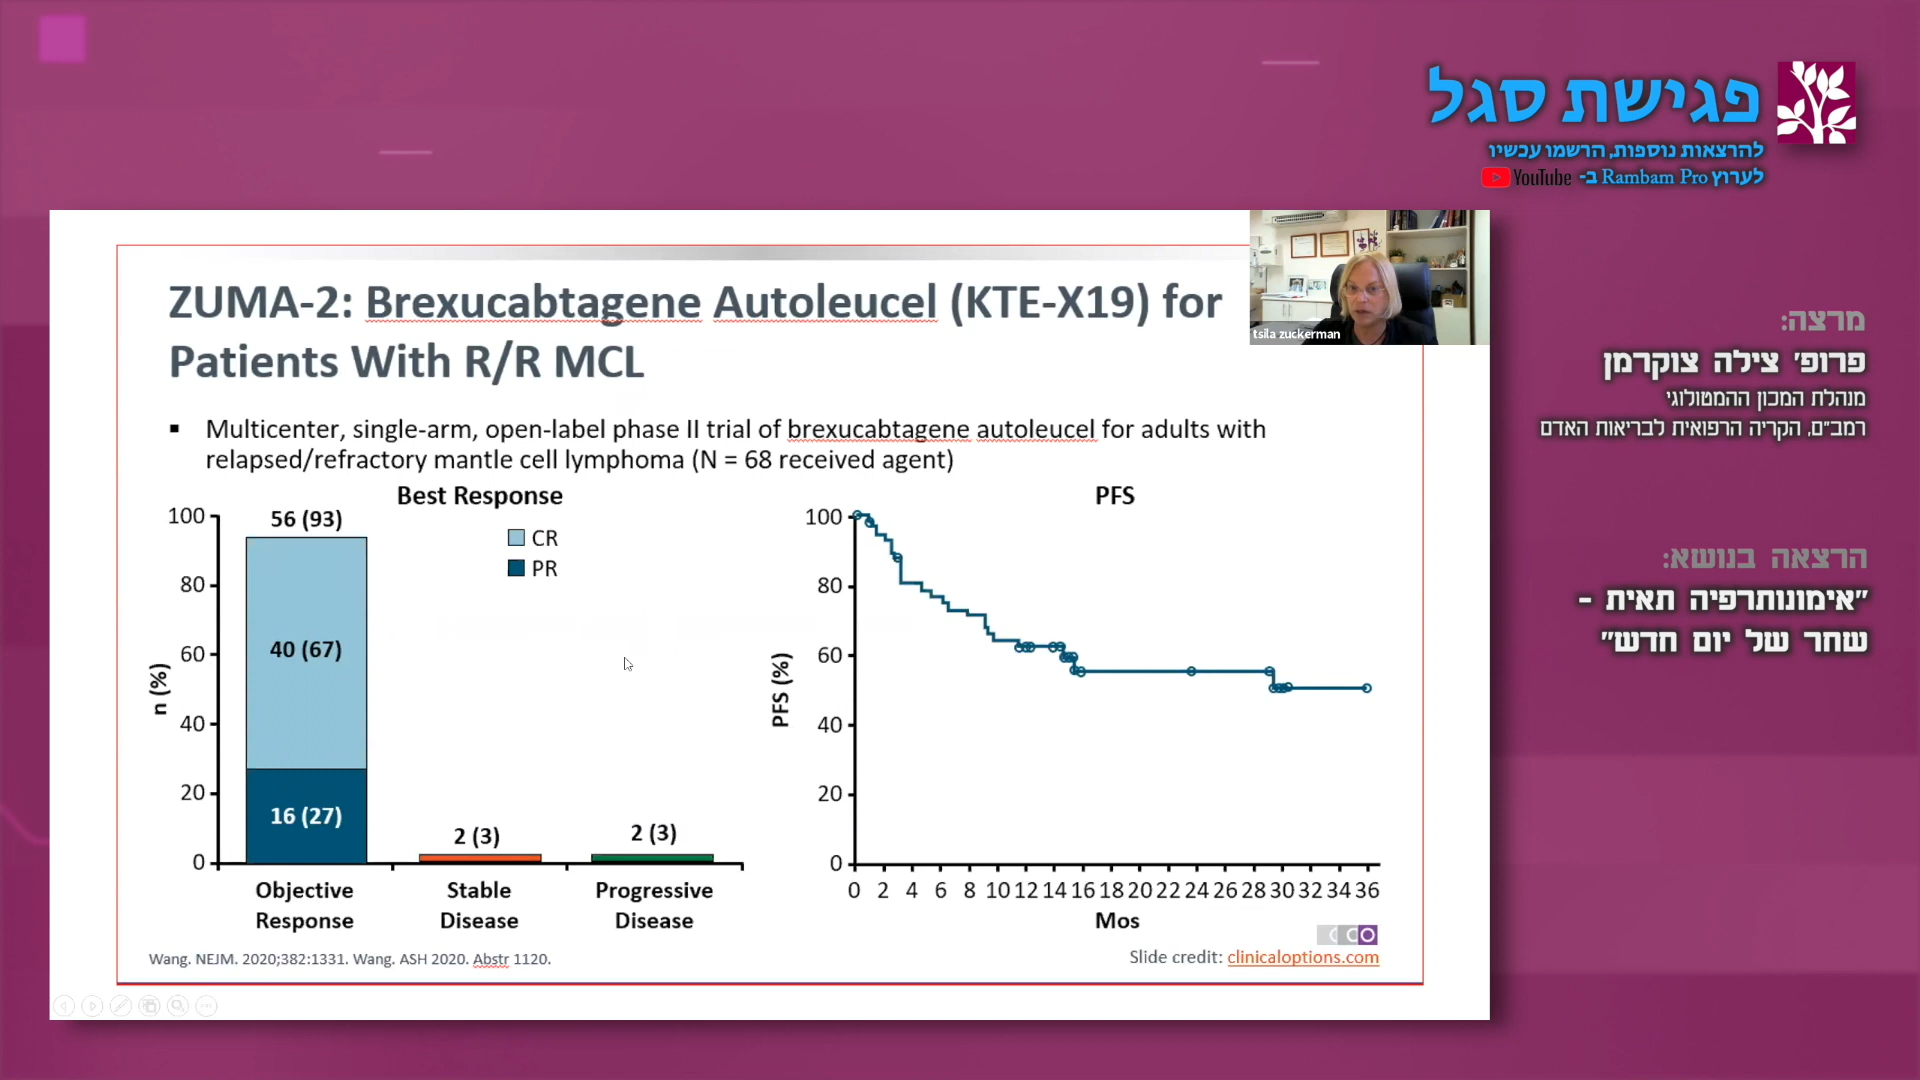 פגישת סגל
להרצאות נוספות, הרשמו עכשיו
לערוץ Rambam Pro ב- YouTube
tsila zuckerman
ZUMA-2: Brexucabtagene Autoleucel (KTE-X19) for
Patients With R/R MCL
▪ Multicenter, single-arm, open-label phase II trial of brexucabtagene autoleucel for adults with
relapsed/refractory mantle cell lymphoma (N = 68 received agent)
Best Response
n (%)
100
80
60
40
20
0
56 (93)
40 (67)
16 (27)
2 (3)
2 (3)
CR
PR
Objective
Response
Stable
Disease
Progressive
Disease
PFS
PFS (%)
100
80
60
40
20
0
0 2 4 6 8 10 12 14 16 18 20 22 24 26 28 30 32 34 36
Mos
CCO
Wang. NEJM. 2020;382:1331. Wang. ASH 2020. Abstr 1120.
Slide credit: clinicaloptions.com
מרצה:
פרופ' צילה צוקרמן
מנהלת המכון ההמטולוגי
רמב"ם, הקריה הרפואית לבריאות האדם
הרצאה בנושא:
"אימונותרפיה תאית -
שחר של יום חדש"